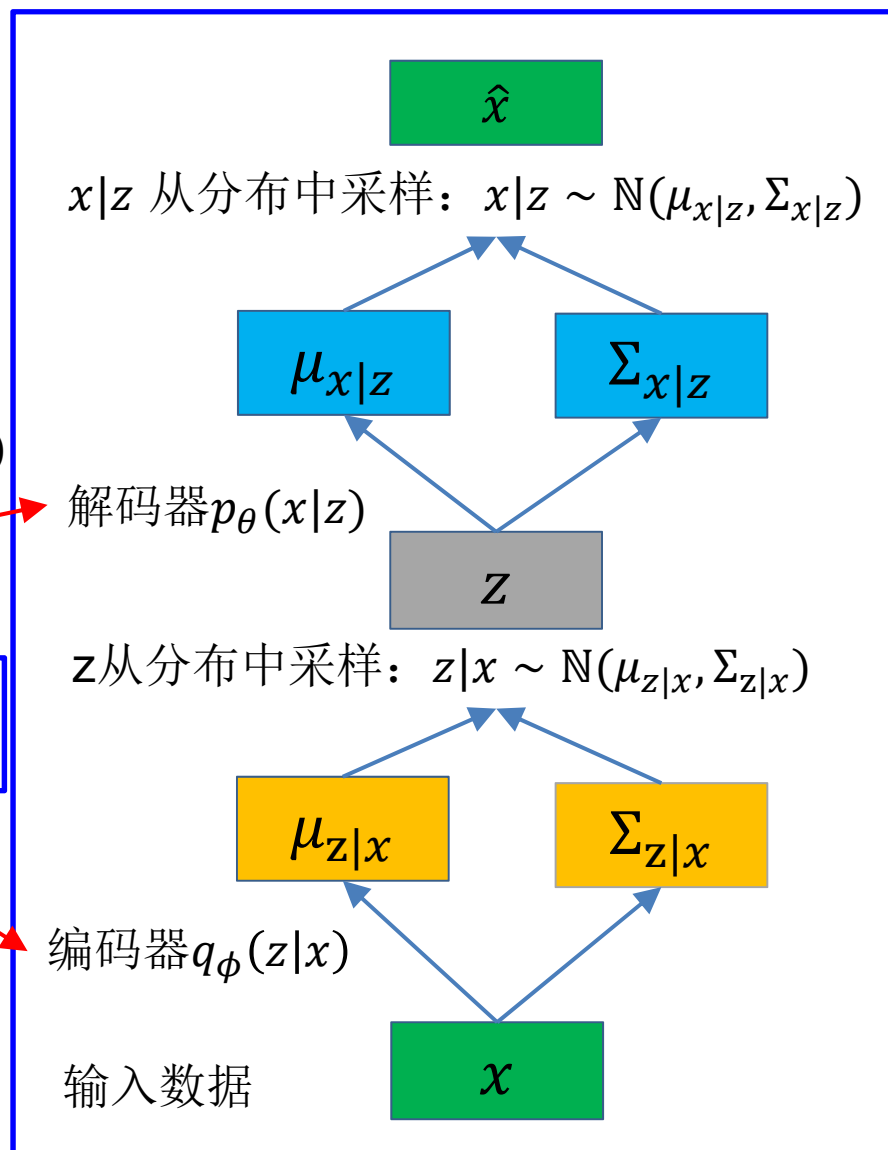 x̂
x|z 从分布中采样：x|z ~ ℕ(μ_{x|z}, Σ_{x|z})
μ_{x|z} Σ_{x|z}
)
解码器p_θ(x|z)
z
z从分布中采样：z|x ~ ℕ(μ_{z|x}, Σ_{z|x})
μ_{z|x} Σ_{z|x}
编码器q_ϕ(z|x)
输入数据 x